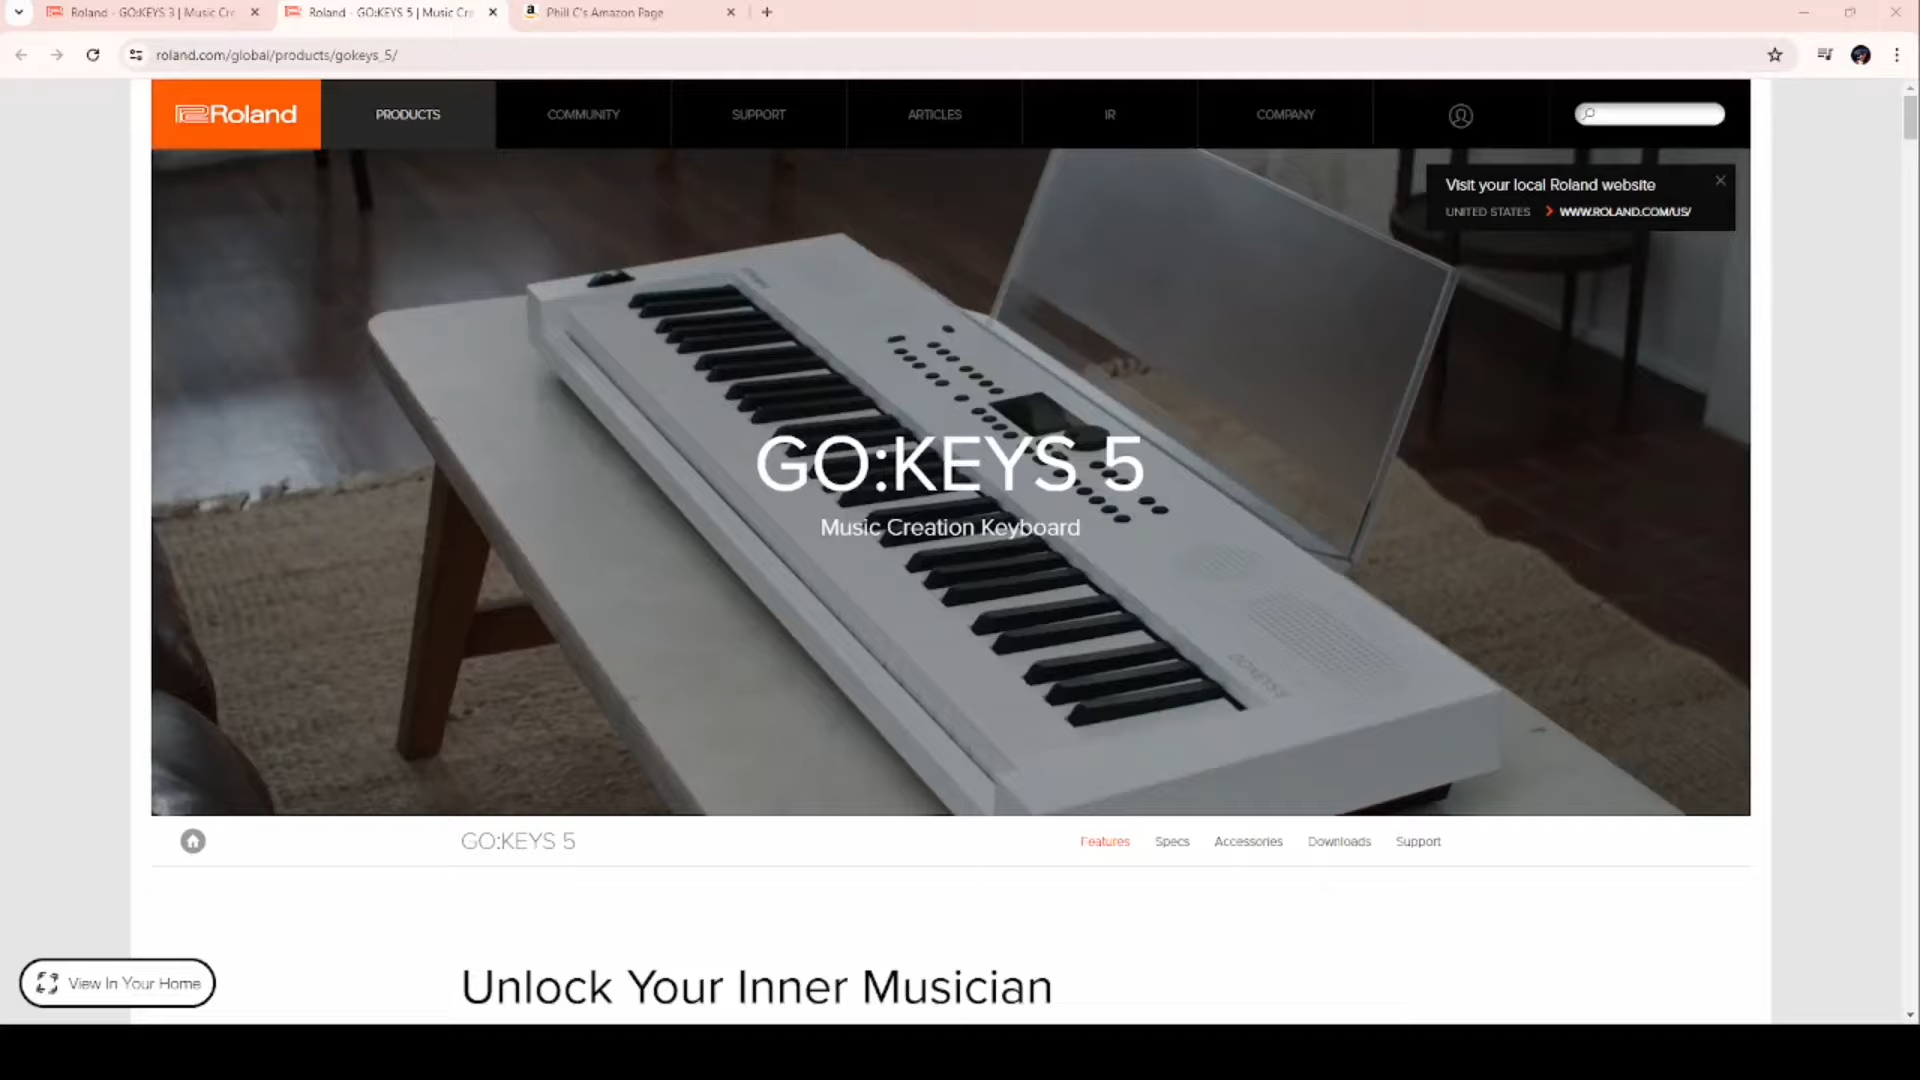 Roland - GO:KEYS 3 | Music Cre
Roland - GO:KEYS 5 | Music Cre
Phill C's Amazon Page
roland.com/global/products/gokeys_5/
Roland
PRODUCTS
COMMUNITY
SUPPORT
ARTICLES
IR
COMPANY
Visit your local Roland website
UNITED STATES
WWW.ROLAND.COM/US/
GO:KEYS 5
Music Creation Keyboard
GO:KEYS 5
Features
Specs
Accessories
Downloads
Support
Unlock Your Inner Musician
View In Your Home